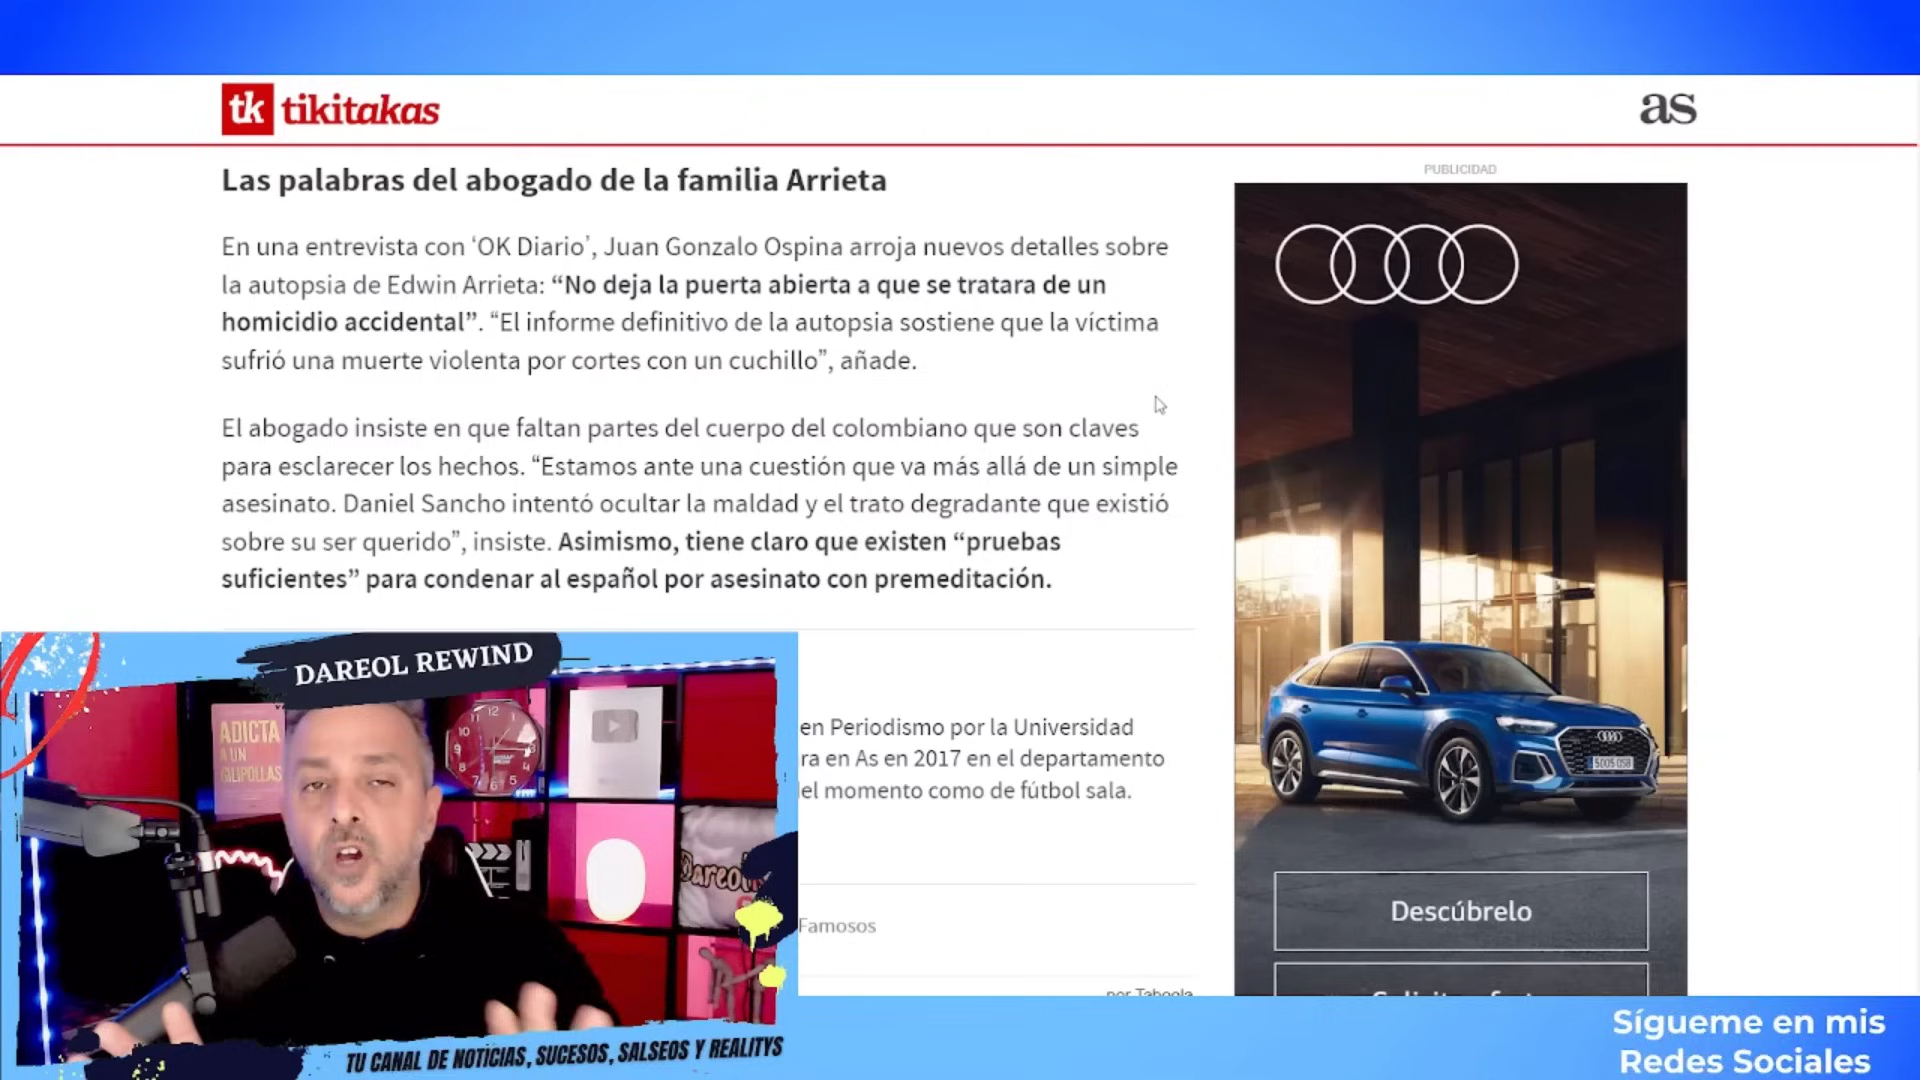 tk tikitakas
as
Las palabras del abogado de la familia Arrieta
PUBLICIDAD
En una entrevista con ‘OK Diario’, Juan Gonzalo Ospina arroja nuevos detalles sobre
la autopsia de Edwin Arrieta: “No deja la puerta abierta a que se tratara de un
homicidio accidental”. “El informe definitivo de la autopsia sostiene que la víctima
sufrió una muerte violenta por cortes con un cuchillo”, añade.
El abogado insiste en que faltan partes del cuerpo del colombiano que son claves
para esclarecer los hechos. “Estamos ante una cuestión que va más allá de un simple
asesinato. Daniel Sancho intentó ocultar la maldad y el trato degradante que existió
sobre su ser querido”, insiste. Asimismo, tiene claro que existen “pruebas
suficientes” para condenar al español por asesinato con premeditación.
DAREOL REWIND
ADICTA
A UN
GILIPOLLAS
en Periodismo por la Universidad
ra en As en 2017 en el departamento
el momento como de fútbol sala.
Famosos
por Taboola
Descúbrelo
TU CANAL DE NOTICIAS, SUCESOS, SALSEOS Y REALITYS
Sígueme en mis
Redes Sociales